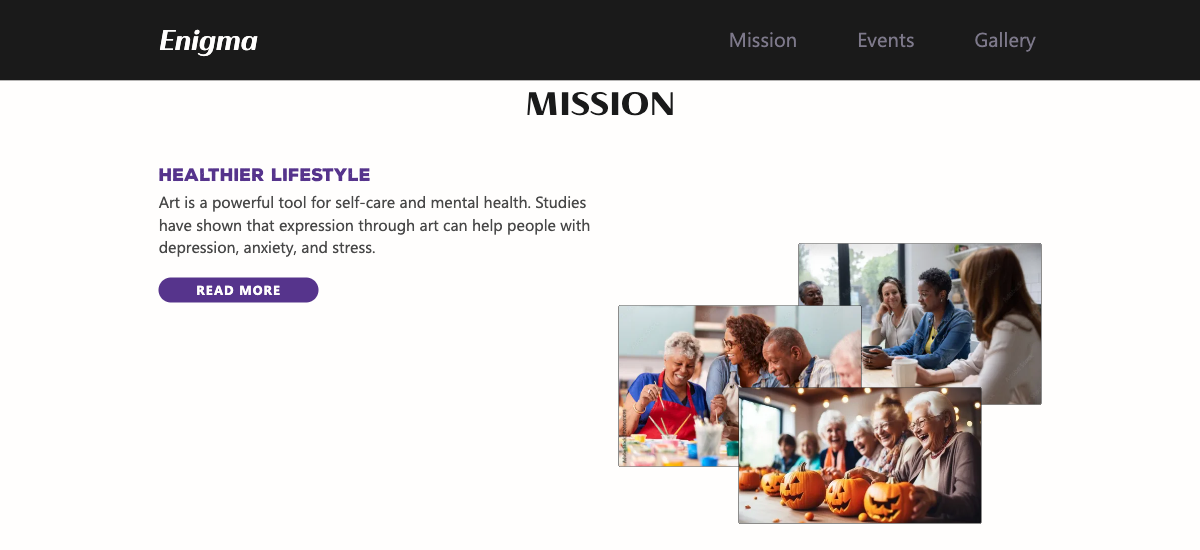 Enigma
Mission
Events
Gallery
MISSION
HEALTHIER LIFESTYLE
Art is a powerful tool for self-care and mental health. Studies
have shown that expression through art can help people with
depression, anxiety, and stress.
READ MORE